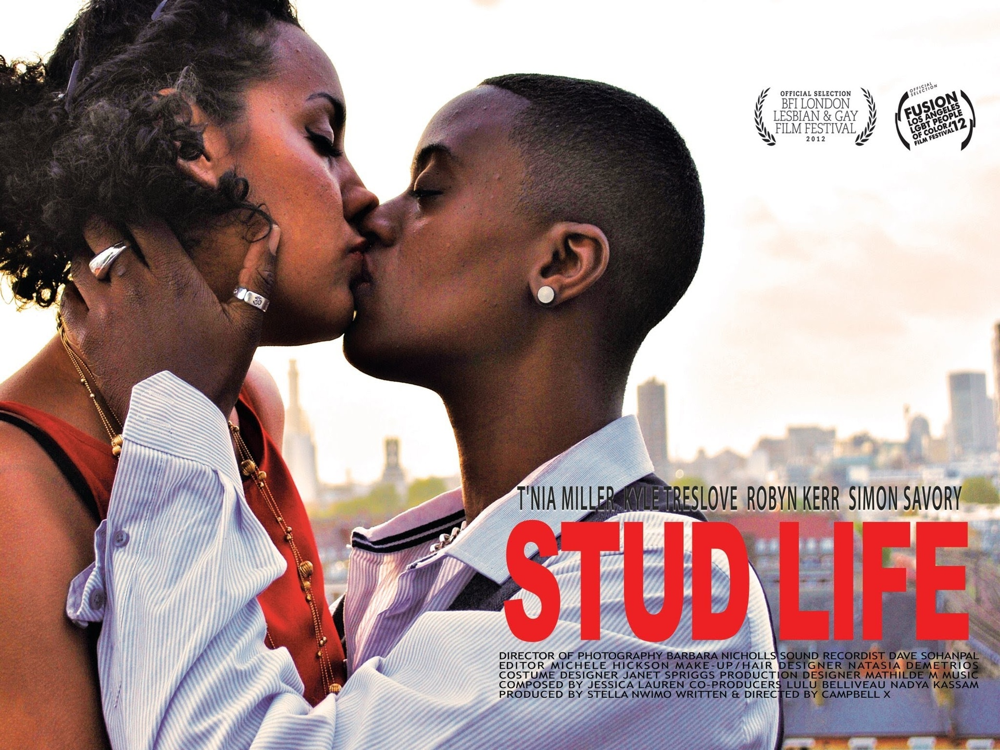 OFFICIAL SELECTION
BFI LONDON
LESBIAN & GAY
FILM FESTIVAL
2012
OFFICIAL
SELECTION
FUSION
LOS ANGELES
LGBT PEOPLE
OF COLOR '12
FILM FESTIVAL
T'NIA MILLER KYLE TRESLOVE ROBYN KERR SIMON SAVORY
STUD LIFE
DIRECTOR OF PHOTOGRAPHY BARBARA NICHOLLS SOUND RECORDIST DAVE SOHANPAL
EDITOR MICHELE HICKSON MAKE-UP/HAIR DESIGNER NATASIA DEMETRIOS
COSTUME DESIGNER JANET SPRIGGS PRODUCTION DESIGNER MATHILDE M MUSIC
COMPOSED BY JESSICA LAUREN CO-PRODUCERS LULU BELLIVEAU NADYA KASSAM
PRODUCED BY STELLA NWIMO WRITTEN & DIRECTED BY CAMPBELL X